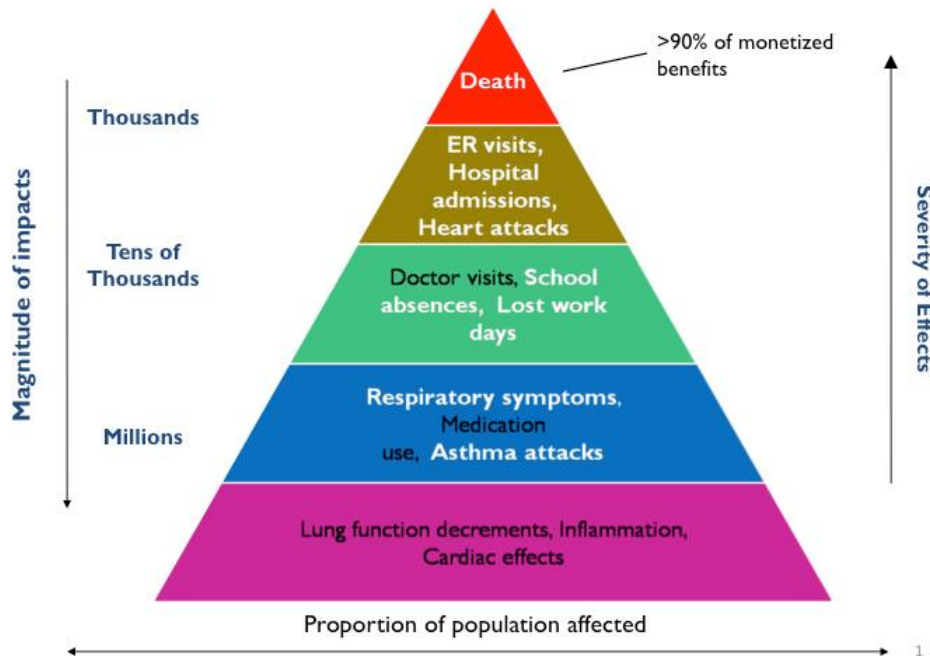 >90% of monetized
benefits
Death
Thousands
ER visits,
Hospital
admissions,
Heart attacks
Magnitude of impacts
Severity of Effects
Tens of
Thousands
Doctor visits, School
absences, Lost work
days
Respiratory symptoms,
Medication
use, Asthma attacks
Millions
Lung function decrements, Inflammation,
Cardiac effects
Proportion of population affected
1